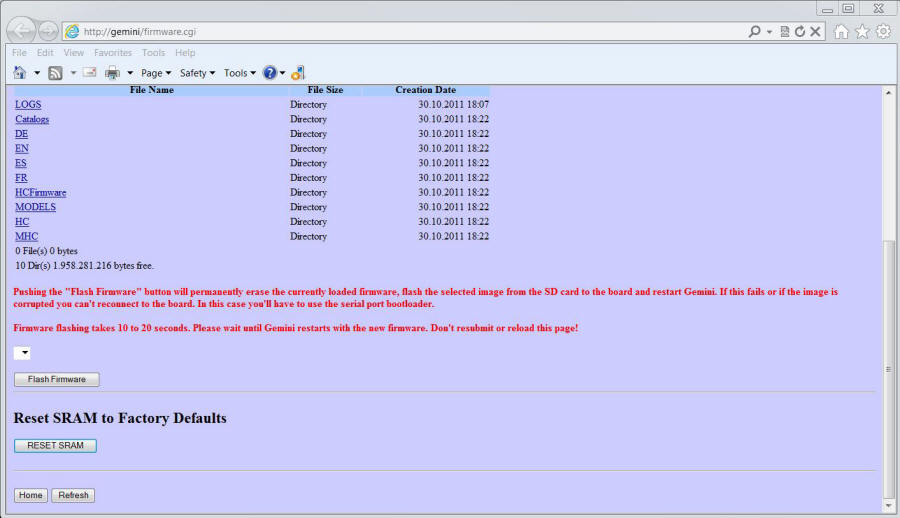 http://gemini/firmware.cgi
File Edit View Favorites Tools Help
Page Safety Tools
File Name File Size Creation Date
LOGS Directory 30.10.2011 18:07
Catalogs Directory 30.10.2011 18:22
DE Directory 30.10.2011 18:22
EN Directory 30.10.2011 18:22
ES Directory 30.10.2011 18:22
FR Directory 30.10.2011 18:22
HCFirmware Directory 30.10.2011 18:22
MODELS Directory 30.10.2011 18:22
HC Directory 30.10.2011 18:22
MHC Directory 30.10.2011 18:22
0 File(s) 0 bytes
10 Dir(s) 1.958.281.216 bytes free.
Pushing the "Flash Firmware" button will permanently erase the currently loaded firmware, flash the selected image from the SD card to the board and restart Gemini. If this fails or if the image is
corrupted you can't reconnect to the board. In this case you'll have to use the serial port bootloader.
Firmware flashing takes 10 to 20 seconds. Please wait until Gemini restarts with the new firmware. Don't resubmit or reload this page!
Flash Firmware
Reset SRAM to Factory Defaults
RESET SRAM
Home Refresh